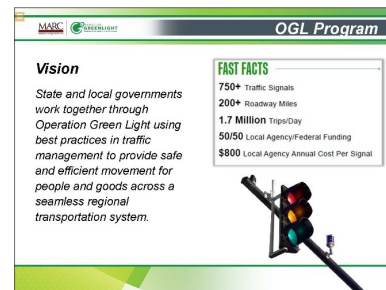 MARC
GREENLIGHT
OGL Program
Vision
State and local governments
work together through
Operation Green Light using
best practices in traffic
management to provide safe
and efficient movement for
people and goods across a
seamless regional
transportation system.
FAST FACTS
750+ Traffic Signals
200+ Roadway Miles
1.7 Million Trips/Day
50/50 Local Agency/Federal Funding
$800 Local Agency Annual Cost Per Signal